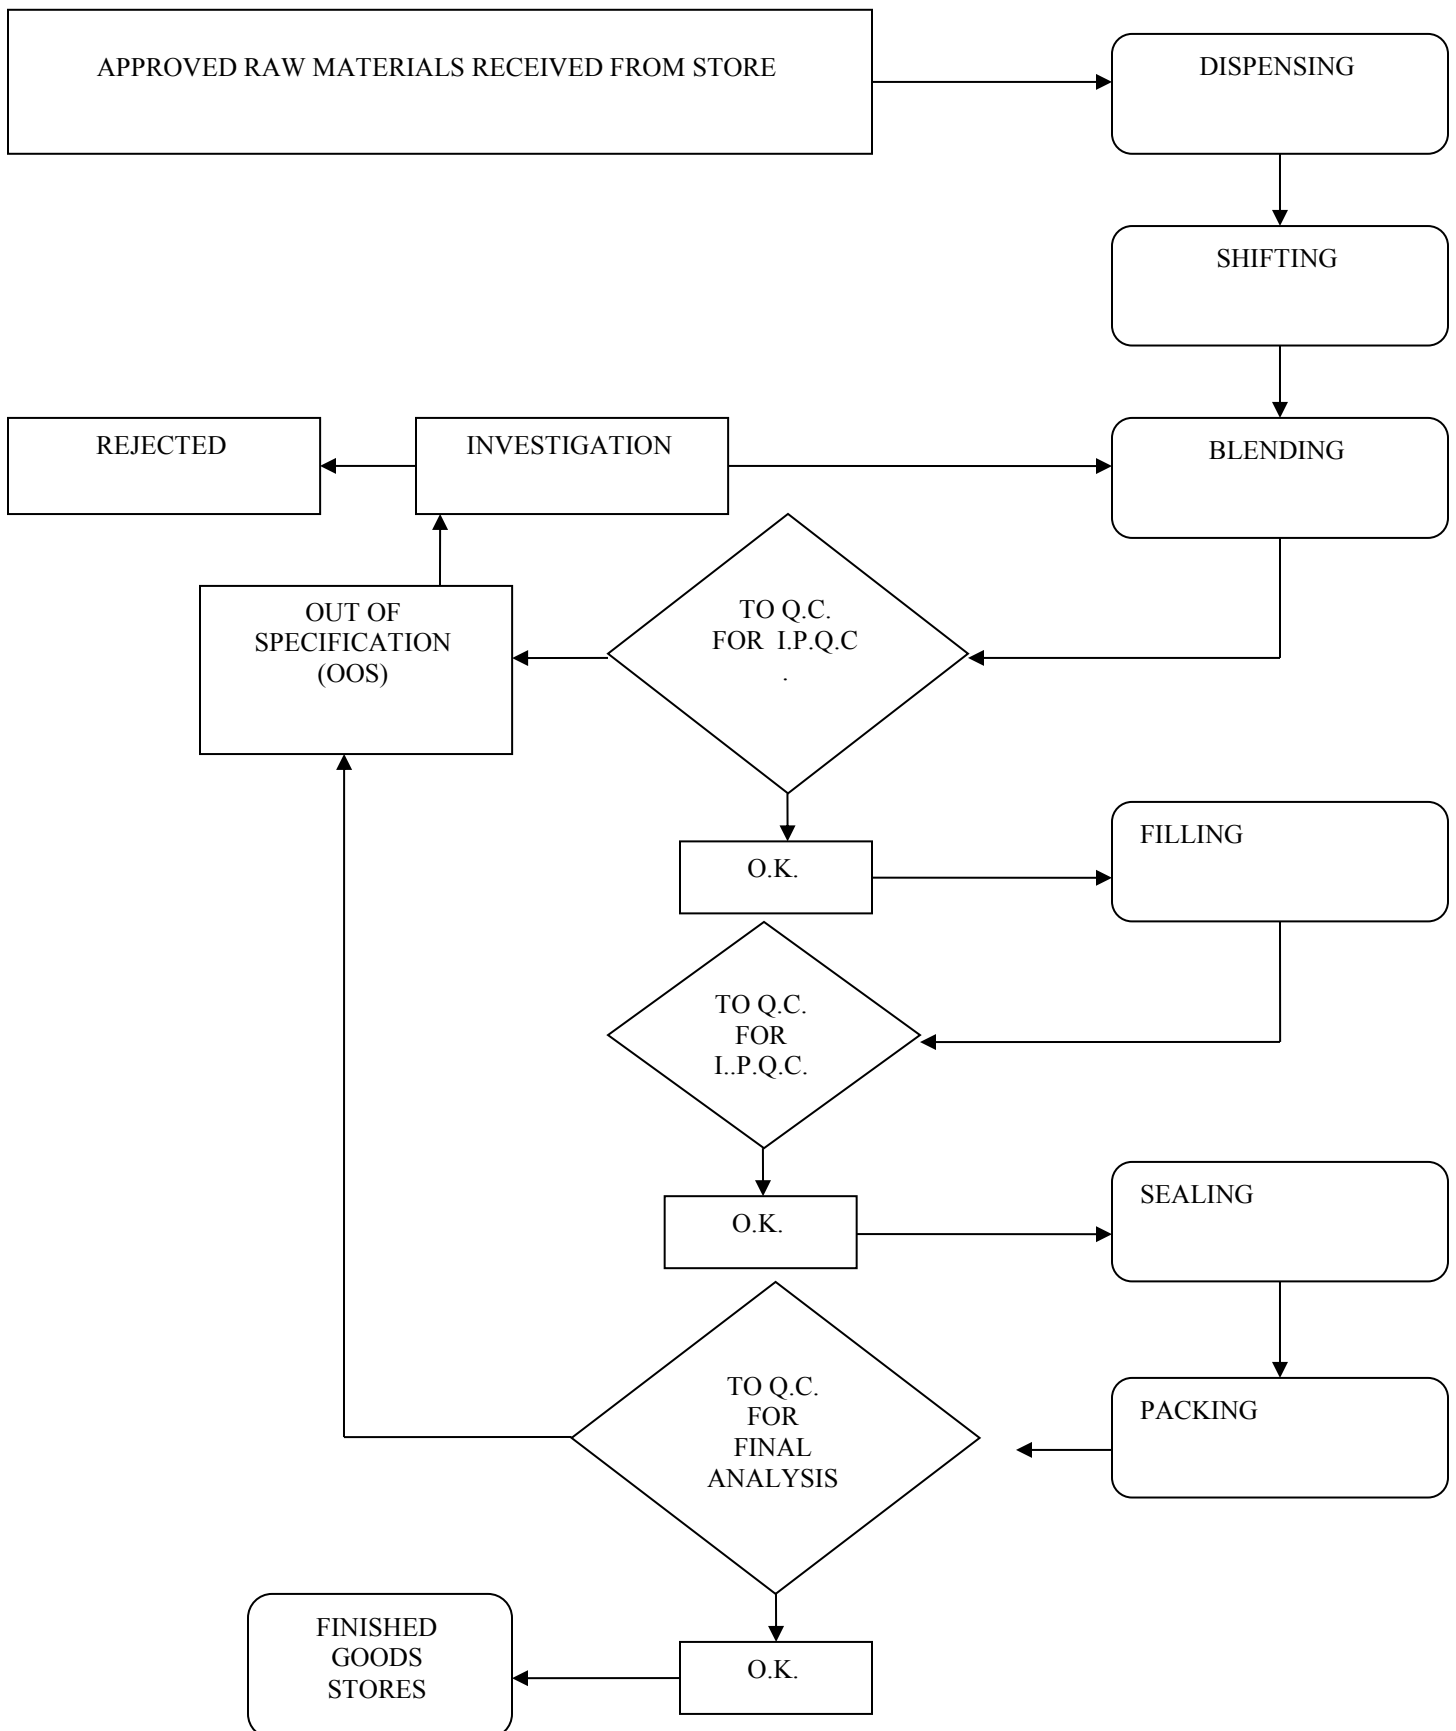 APPROVED RAW MATERIALS RECEIVED FROM STORE
DISPENSING
SHIFTING
REJECTED
INVESTIGATION
BLENDING
OUT OF
SPECIFICATION
(OOS)
TO Q.C.
FOR I.P.Q.C
.
O.K.
FILLING
TO Q.C.
FOR
I..P.Q.C.
O.K.
SEALING
TO Q.C.
FOR
FINAL
ANALYSIS
PACKING
FINISHED
GOODS
STORES
O.K.